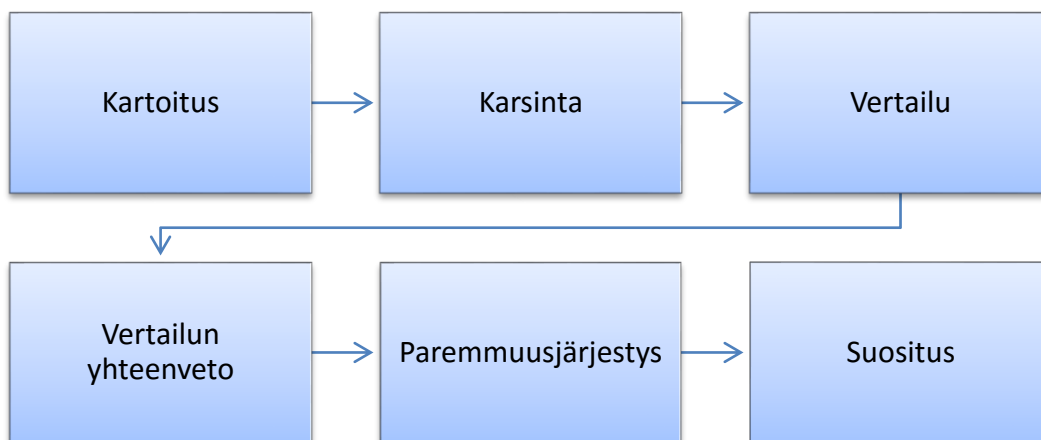 Kartoitus
Karsinta
Vertailu
Vertailun
yhteenveto
Paremmuusjärjestys
Suositus